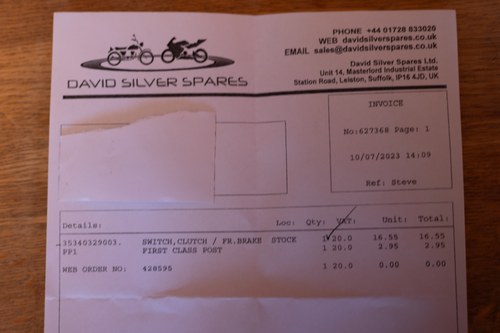 PHONE +44 01728 833020
WEB davidsilverspares.co.uk
EMAIL sales@davidsilverspares.co.uk
David Silver Spares Ltd.
Unit 14, Masterlord Industrial Estate
Station Road, Leiston, Suffolk, IP16 4JD, UK
DAVID SILVER SPARES
INVOICE
No:627368 Page: 1
10/07/2023 14:09
Ref: Steve
Details: Loc: Qty: VAT: Unit: Total:
35340329003. SWITCH,CLUTCH / FR.BRAKE STOCK 1 20.0 16.55 16.55
PP1 FIRST CLASS POST 1 20.0 2.95 2.95
WEB ORDER NO: 428595 1 20.0 0.00 0.00